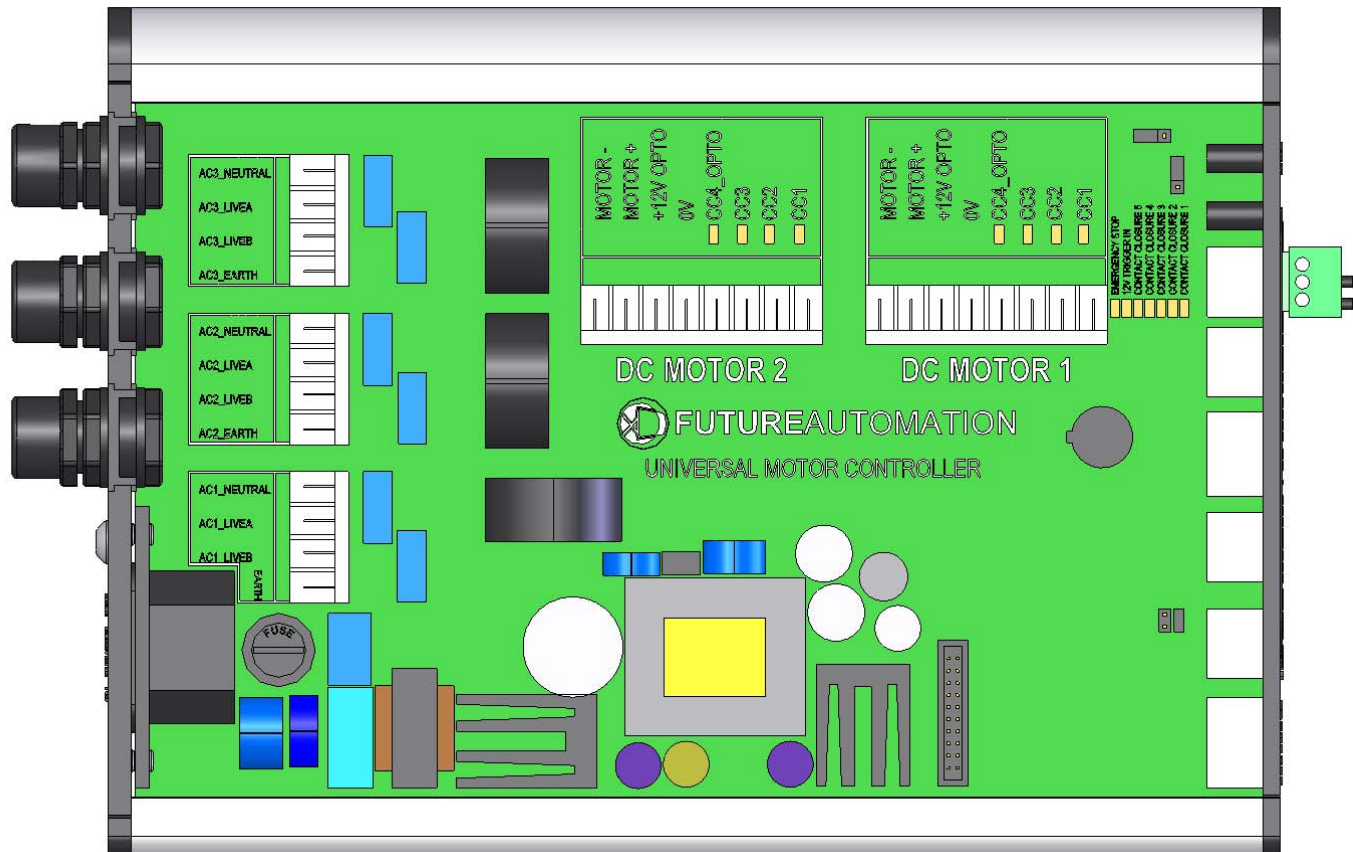 AC3_NEUTRAL
AC3_LIVEA
AC3_LIVEB
AC3_EARTH
AC2_NEUTRAL
AC2_LIVEA
AC2_LIVEB
AC2_EARTH
AC1_NEUTRAL
AC1_LIVEA
AC1_LIVEB
EARTH
FUSE
MOTOR -
MOTOR +
+12V OPTO
0V
CC4_OPTO
CC3
CC2
CC1
DC MOTOR 2
MOTOR -
MOTOR +
+12V OPTO
0V
CC4_OPTO
CC3
CC2
CC1
DC MOTOR 1
EMERGENCY STOP
12V TRIGGER IN
CONTACT CLOSURE 5
CONTACT CLOSURE 4
CONTACT CLOSURE 3
CONTACT CLOSURE 2
CONTACT CLOSURE 1
FUTUREAUTOMATION
UNIVERSAL MOTOR CONTROLLER